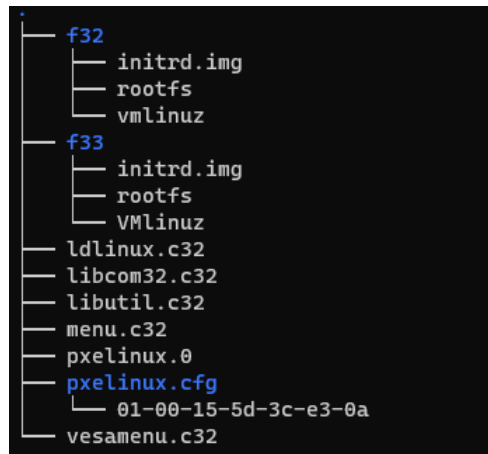 .
├── f32
│   ├── initrd.img
│   ├── rootfs
│   └── vmlinuz
├── f33
│   ├── initrd.img
│   ├── rootfs
│   └── VMlinuz
├── ldlinux.c32
├── libcom32.c32
├── libutil.c32
├── menu.c32
├── pxelinux.0
├── pxelinux.cfg
│   └── 01-00-15-5d-3c-e3-0a
└── vesamenu.c32